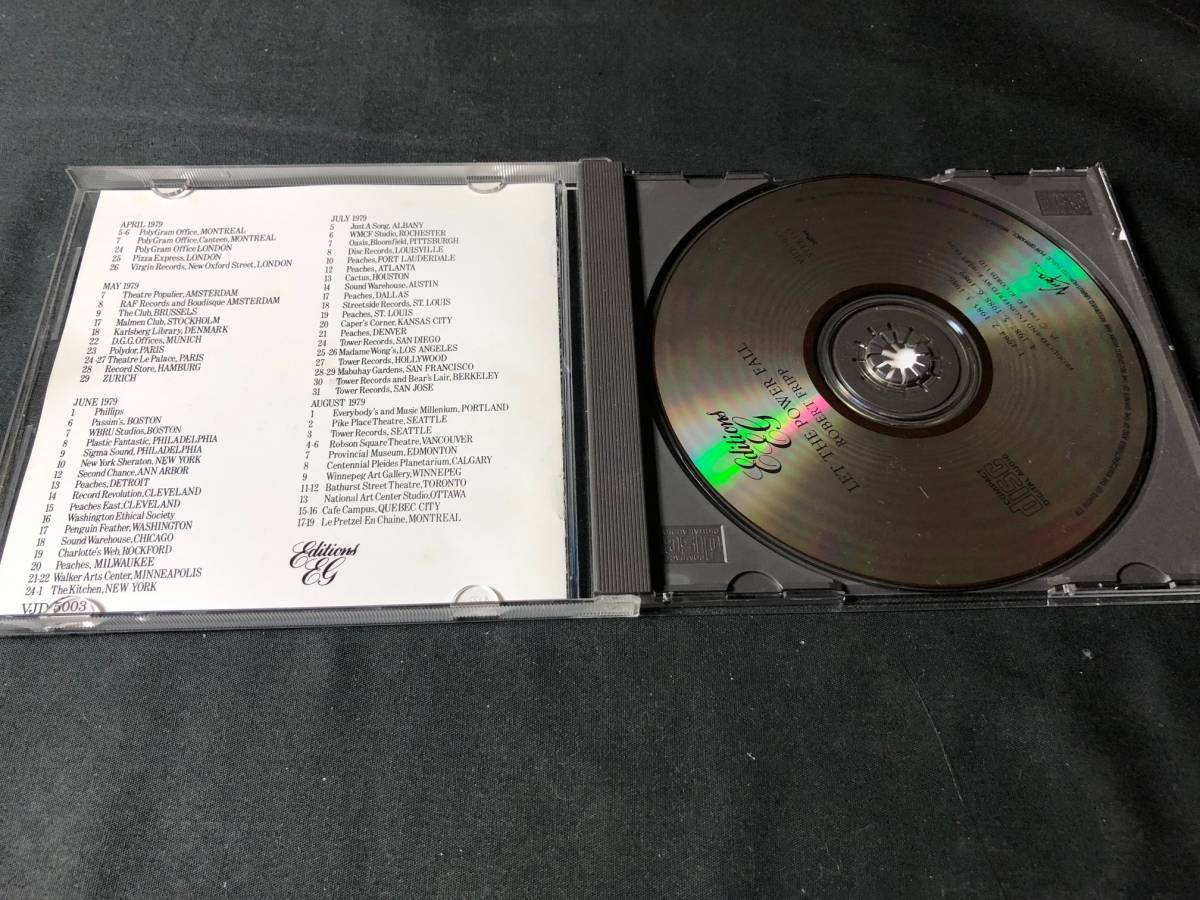 APRIL 1979
5-6 PolyGram Office, MONTREAL
7 PolyGram Office, Canteen, MONTREAL
24 PolyGram Office LONDON
25 Pizza Express, LONDON
26 Virgin Records, New Oxford Street, LONDON
MAY 1979
7 Theatre Populier, AMSTERDAM
8 RAF Records and Boudisque AMSTERDAM
9 The Club, BRUSSELS
17 Malmen Club, STOCKHOLM
18 Karlsberg Library, DENMARK
22 D.G.G. Offices, MUNICH
23 Polydor, PARIS
24-27 Theatre Le Palace, PARIS
28 Record Store, HAMBURG
29 ZURICH
JUNE 1979
1 Phillips
6 Passim's, BOSTON
7 WBRU Studios, BOSTON
8 Plastic Fantastic, PHILADELPHIA
9 Sigma Sound, PHILADELPHIA
10 New York Sheraton, NEW YORK
12 Second Chance, ANN ARBOR
13 Peaches, DETROIT
14 Record Revolution, CLEVELAND
15 Peaches East, CLEVELAND
16 Washington Ethical Society
17 Penguin Feather, WASHINGTON
18 Sound Warehouse, CHICAGO
19 Charlotte's Web, ROCKFORD
20 Peaches, MILWAUKEE
21-22 Walker Arts Center, MINNEAPOLIS
24-1 The Kitchen, NEW YORK
VJD 5003
JULY 1979
5 Just A Song, ALBANY
6 WMCF Studio, ROCHESTER
7 Oasis, Bloomfield, PITTSBURGH
8 Disc Records, LOUISVILLE
10 Peaches, FORT LAUDERDALE
12 Peaches, ATLANTA
13 Cactus, HOUSTON
14 Sound Warehouse, AUSTIN
17 Peaches, DALLAS
18 Streetside Records, ST. LOUIS
19 Peaches, ST. LOUIS
20 Caper's Corner, KANSAS CITY
21 Peaches, DENVER
24 Tower Records, SAN DIEGO
25-26 Madame Wong's, LOS ANGELES
27 Tower Records, HOLLYWOOD
28-29 Mabuhay Gardens, SAN FRANCISCO
30 Tower Records and Bear's Lair, BERKELEY
31 Tower Records, SAN JOSE
AUGUST 1979
1 Everybody's and Music Millenium, PORTLAND
2 Pike Place Theatre, SEATTLE
3 Tower Records, SEATTLE
4-6 Robson Square Theatre, VANCOUVER
7 Provincial Museum, EDMONTON
8 Centennial Pleides Planetarium, CALGARY
9 Winnepeg Art Gallery, WINNEPEG
11-12 Bathurst Street Theatre, TORONTO
13 National Art Center Studio, OTTAWA
15-16 Cafe Campus, QUEBEC CITY
17-19 Le Pretzel En Chaine, MONTREAL
Editions
EG
Editions
EG
LET THE POWER FALL
ROBERT FRIPP
Virgin
COMPACT
disc
DIGITAL AUDIO